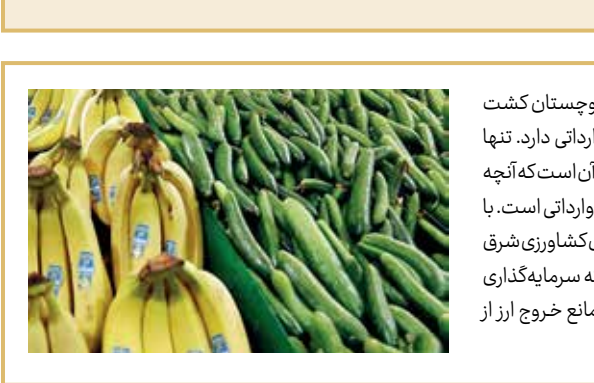 وچستان کشت
ارداتی دارد. تنها
آن است که آنچه
وارداتی است. با
ی کشاورزی شرق
ه سرمایه‌گذاری
مانع خروج ارز از